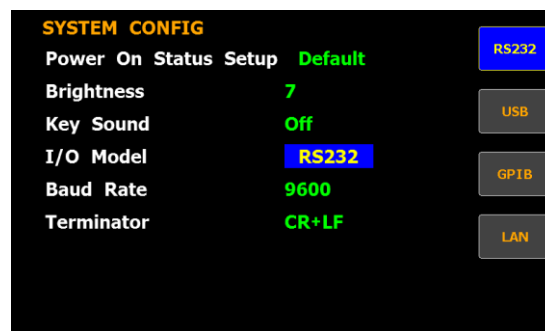 SYSTEM CONFIG
Power On Status Setup Default
Brightness 7
Key Sound Off
I/O Model RS232
Baud Rate 9600
Terminator CR+LF
RS232
USB
GPIB
LAN